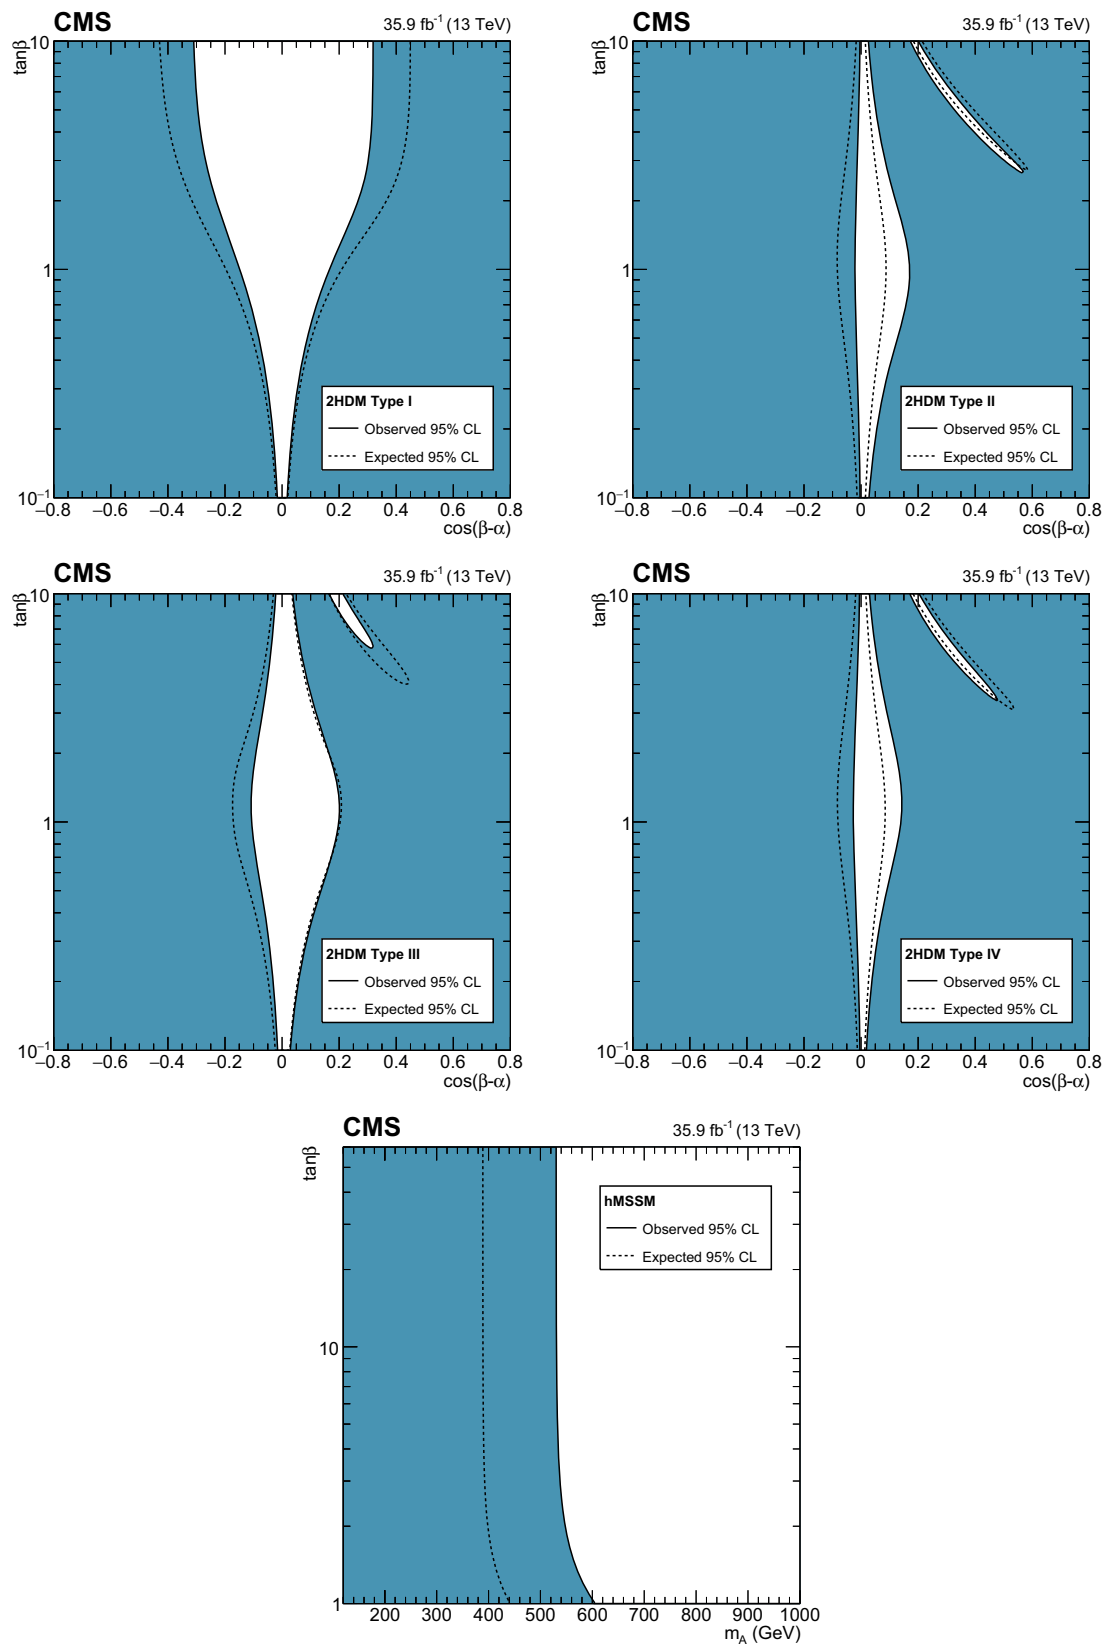 CMS 35.9 fb⁻¹ (13 TeV)
tanβ
10
1
10⁻¹
2HDM Type I
Observed 95% CL
Expected 95% CL
−0.8 −0.6 −0.4 −0.2 0 0.2 0.4 0.6 0.8
cos(β-α)
CMS 35.9 fb⁻¹ (13 TeV)
tanβ
10
1
10⁻¹
2HDM Type II
Observed 95% CL
Expected 95% CL
−0.8 −0.6 −0.4 −0.2 0 0.2 0.4 0.6 0.8
cos(β-α)
CMS 35.9 fb⁻¹ (13 TeV)
tanβ
10
1
10⁻¹
2HDM Type III
Observed 95% CL
Expected 95% CL
−0.8 −0.6 −0.4 −0.2 0 0.2 0.4 0.6 0.8
cos(β-α)
CMS 35.9 fb⁻¹ (13 TeV)
tanβ
10
1
10⁻¹
2HDM Type IV
Observed 95% CL
Expected 95% CL
−0.8 −0.6 −0.4 −0.2 0 0.2 0.4 0.6 0.8
cos(β-α)
CMS 35.9 fb⁻¹ (13 TeV)
tanβ
hMSSM
Observed 95% CL
Expected 95% CL
10
1
200 300 400 500 600 700 800 900 1000
m_A (GeV)